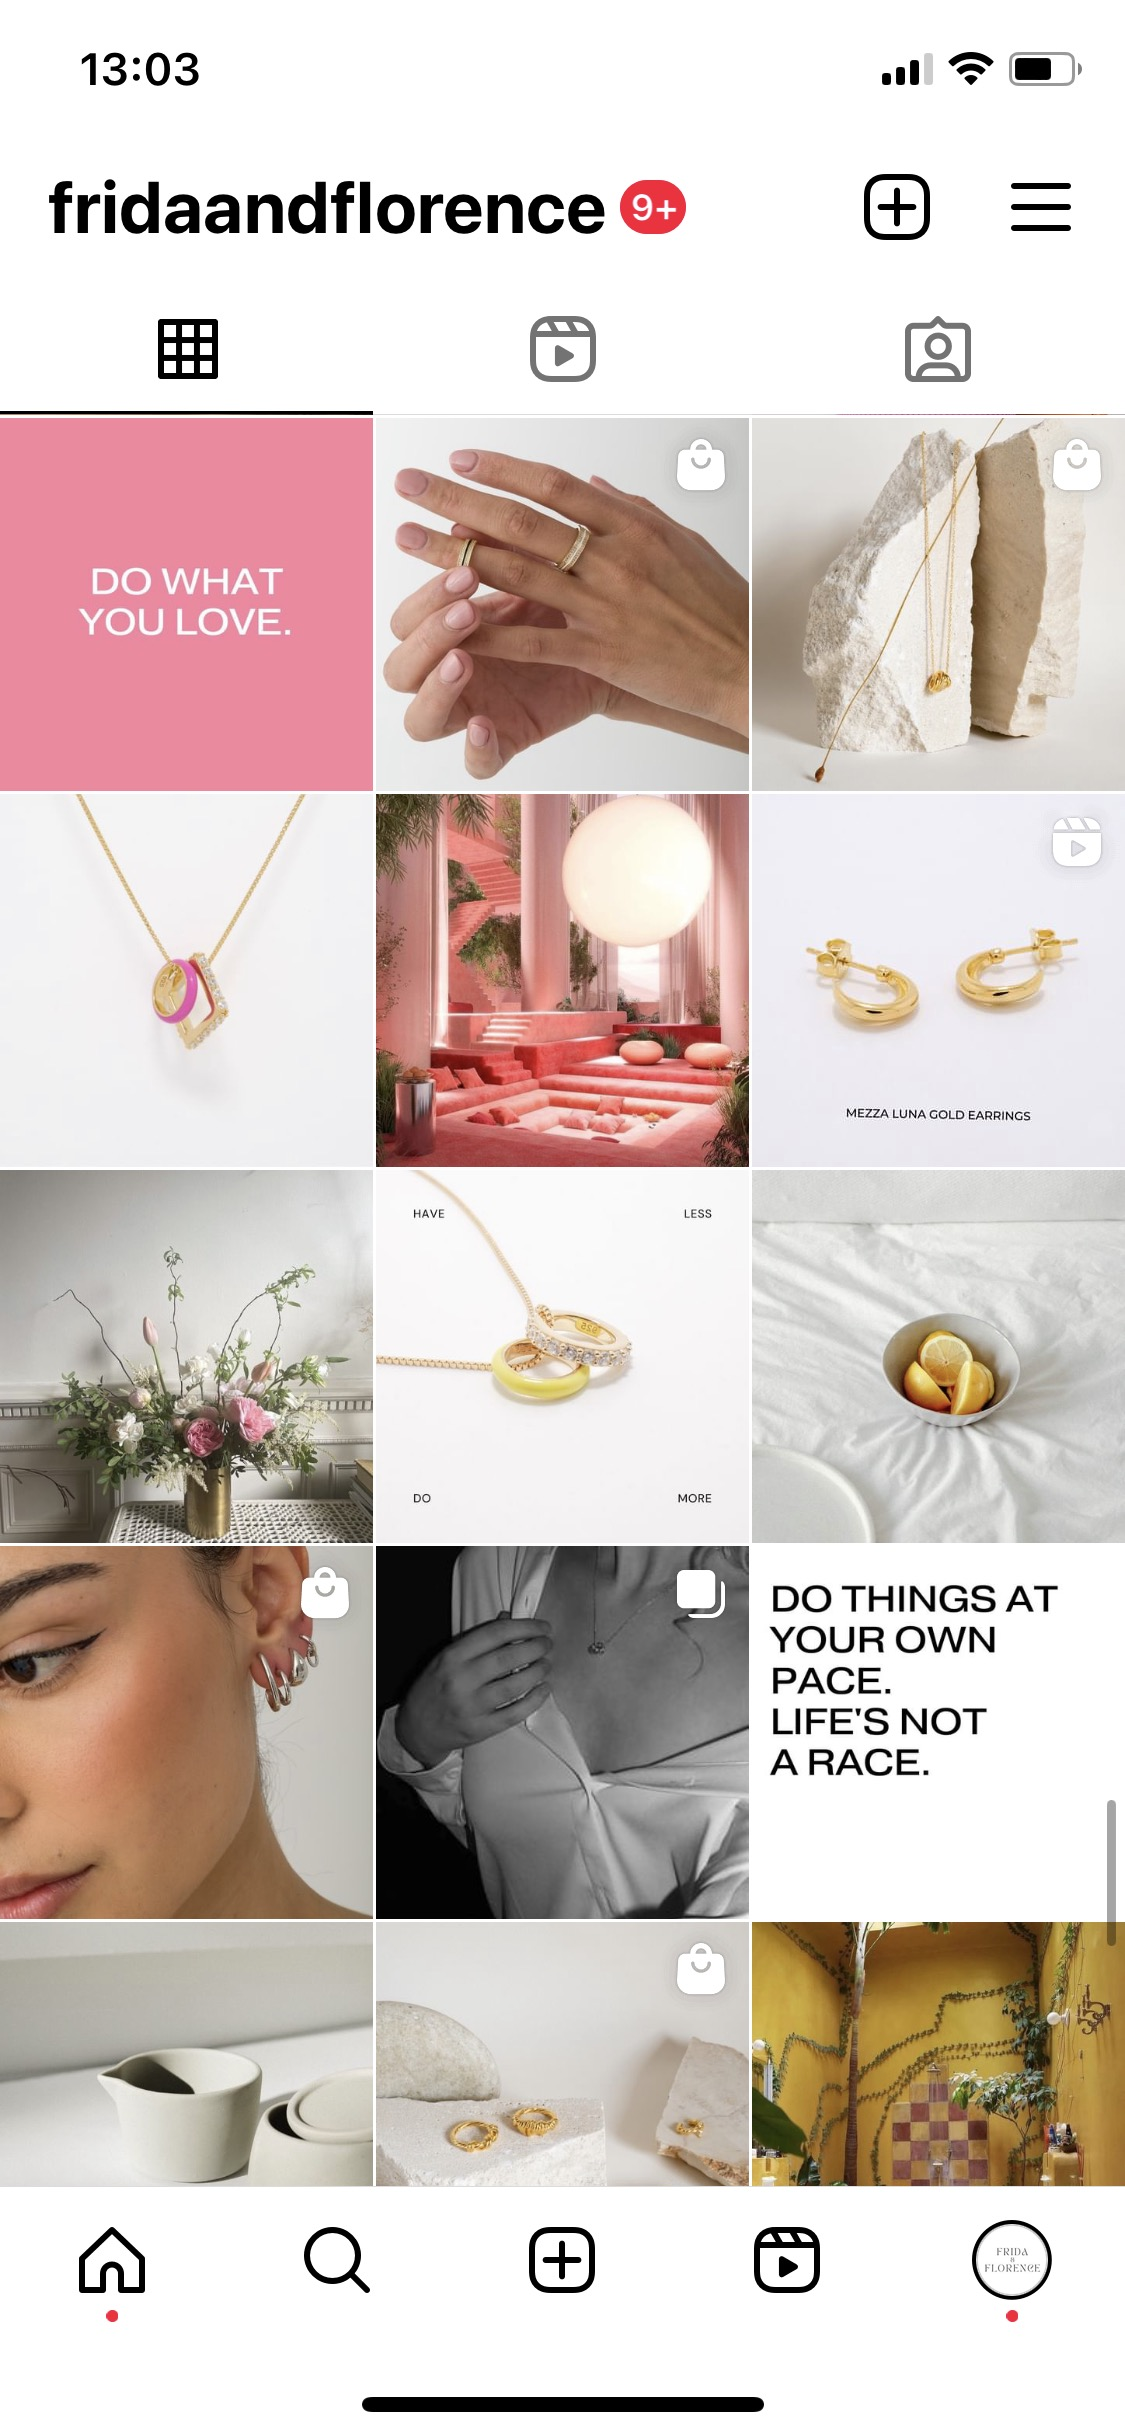 13:03
fridaandflorence 9+
DO WHAT
YOU LOVE.
MEZZA LUNA GOLD EARRINGS
HAVE LESS
925
DO MORE
DO THINGS AT
YOUR OWN
PACE.
LIFE'S NOT
A RACE.
FRIDA
&
FLORENCE